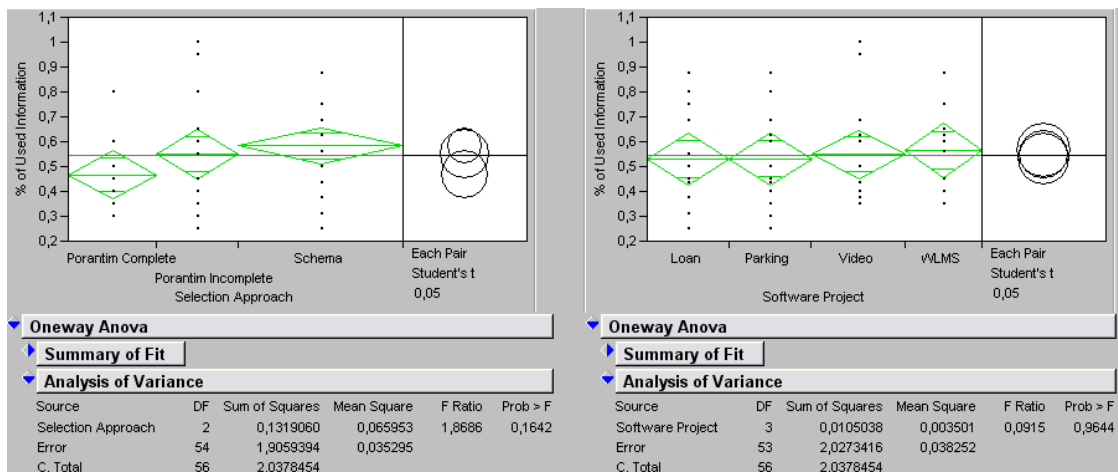 1,1
1
0,9
0,8
0,7
0,6
0,5
0,4
0,3
0,2
% of Used Information
Porantim Complete
Porantim Incomplete
Schema
Selection Approach
Each Pair
Student's t
0,05
Oneway Anova
Summary of Fit
Analysis of Variance
Source DF Sum of Squares Mean Square F Ratio Prob > F
Selection Approach 2 0,1319060 0,065953 1,8686 0,1642
Error 54 1,9059394 0,035295
C. Total 56 2,0378454
1,1
1
0,9
0,8
0,7
0,6
0,5
0,4
0,3
0,2
% of Used Information
Loan Parking Video WLMS
Software Project
Each Pair
Student's t
0,05
Oneway Anova
Summary of Fit
Analysis of Variance
Source DF Sum of Squares Mean Square F Ratio Prob > F
Software Project 3 0,0105038 0,003501 0,0915 0,9644
Error 53 2,0273416 0,038252
C. Total 56 2,0378454